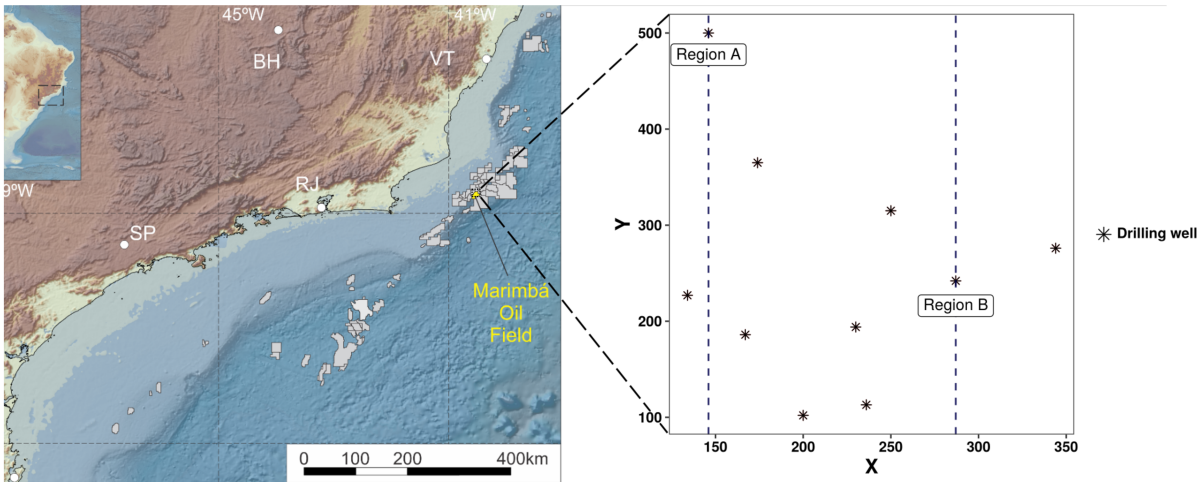 45ºW
41ºW
BH
VT
9ºW
RJ
SP
Marimbá
Oil
Field
0 100 200 400km
500
400
300
200
100
Y
Region A
Region B
Drilling well
150 200 250 300 350
X